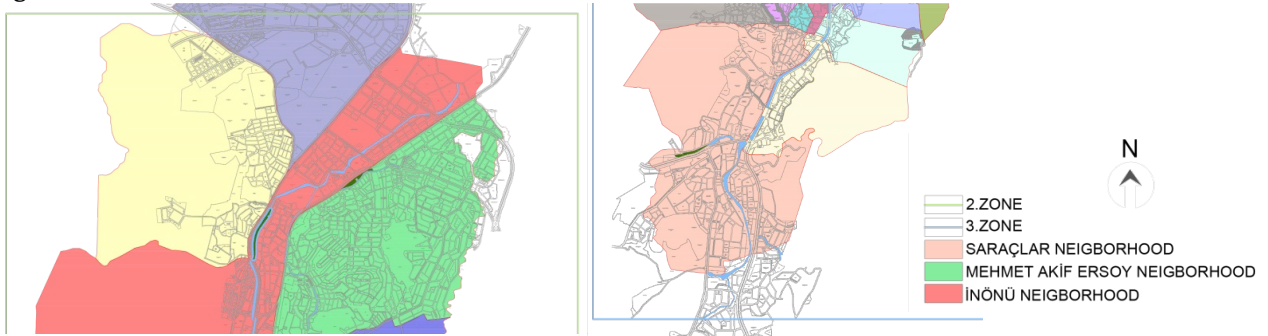 N
2.ZONE
3.ZONE
SARAÇLAR NEIGBORHOOD
MEHMET AKİF ERSOY NEIGBORHOOD
İNÖNÜ NEIGBORHOOD